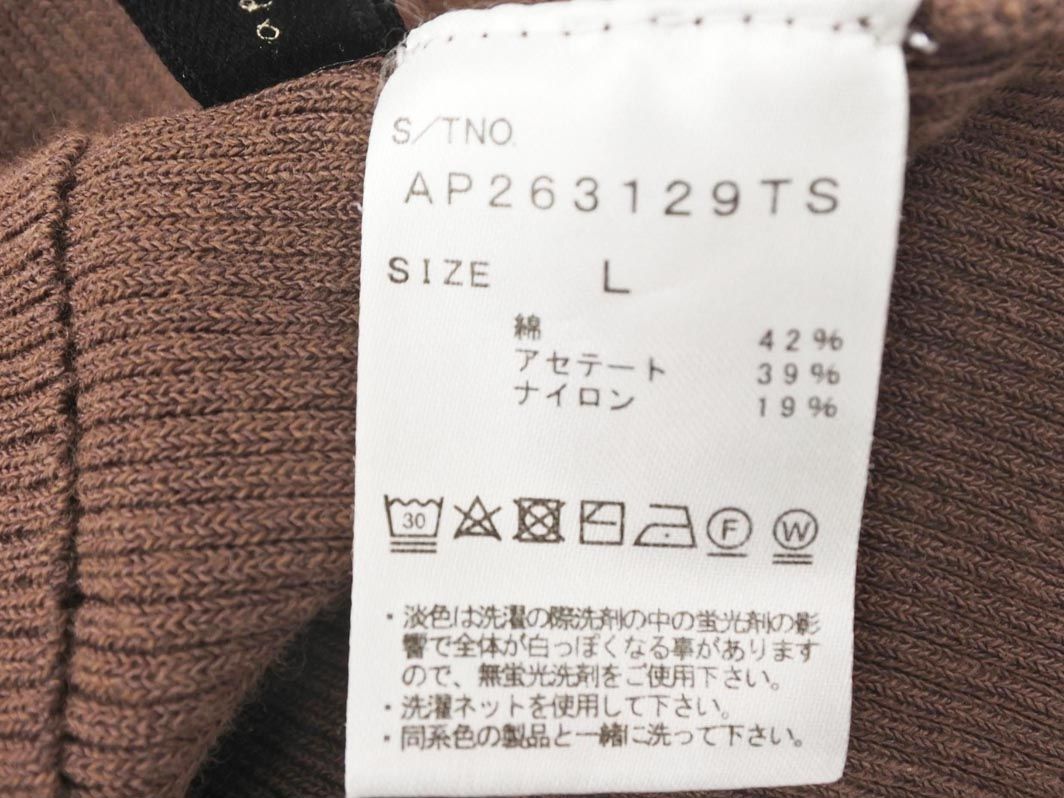 S/TNO.
AP263129TS
SIZE L
綿 42%
アセテート 39%
ナイロン 19%
30 F W
・淡色は洗濯の際洗剤の中の蛍光剤の影
響で全体が白っぽくなる事があります
ので、無蛍光洗剤をご使用下さい。
・洗濯ネットを使用して下さい。
・同系色の製品と一緒に洗って下さい。